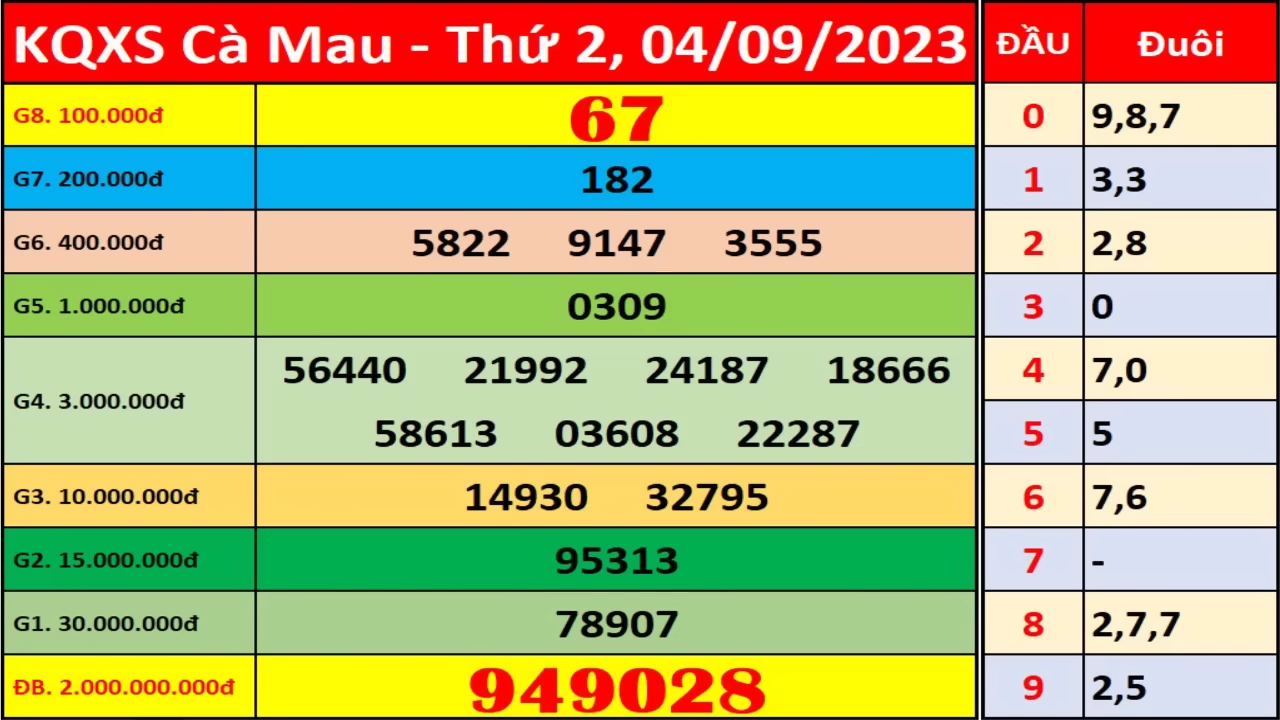 KQXS Cà Mau - Thứ 2, 04/09/2023
G8. 100.000đ 67
G7. 200.000đ 182
G6. 400.000đ 5822 9147 3555
G5. 1.000.000đ 0309
G4. 3.000.000đ 56440 21992 24187 18666
58613 03608 22287
G3. 10.000.000đ 14930 32795
G2. 15.000.000đ 95313
G1. 30.000.000đ 78907
ĐB. 2.000.000.000đ 949028
ĐẦU Đuôi
0 9,8,7
1 3,3
2 2,8
3 0
4 7,0
5 5
6 7,6
7 -
8 2,7,7
9 2,5